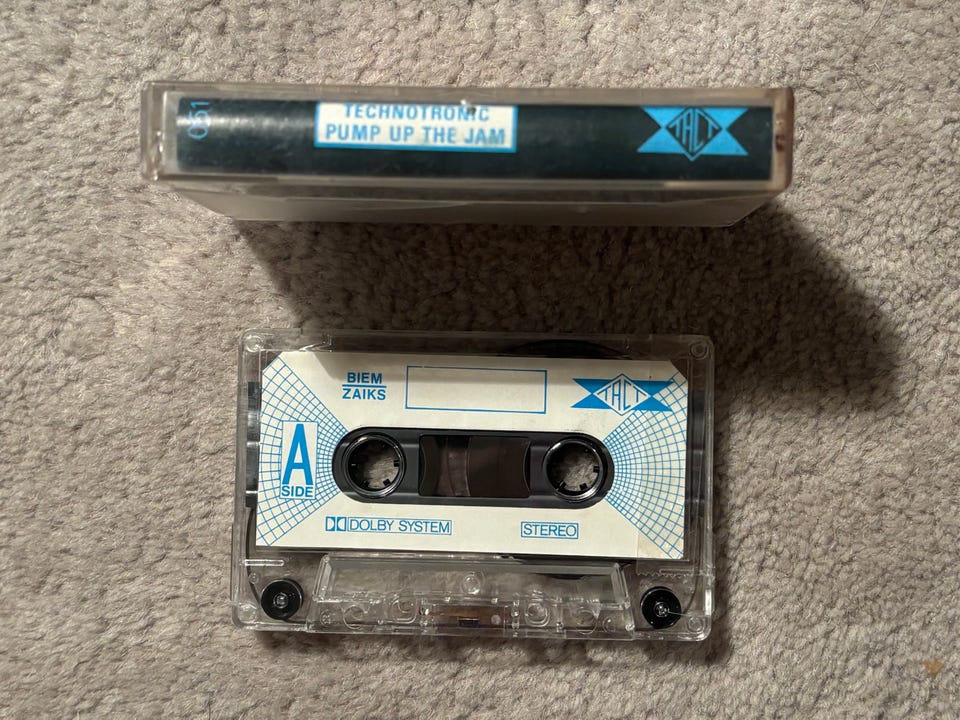 051
TECHNOTRONIC
PUMP UP THE JAM
TACT
BIEM
ZAIKS
TACT
A
SIDE
DOLBY SYSTEM
STEREO